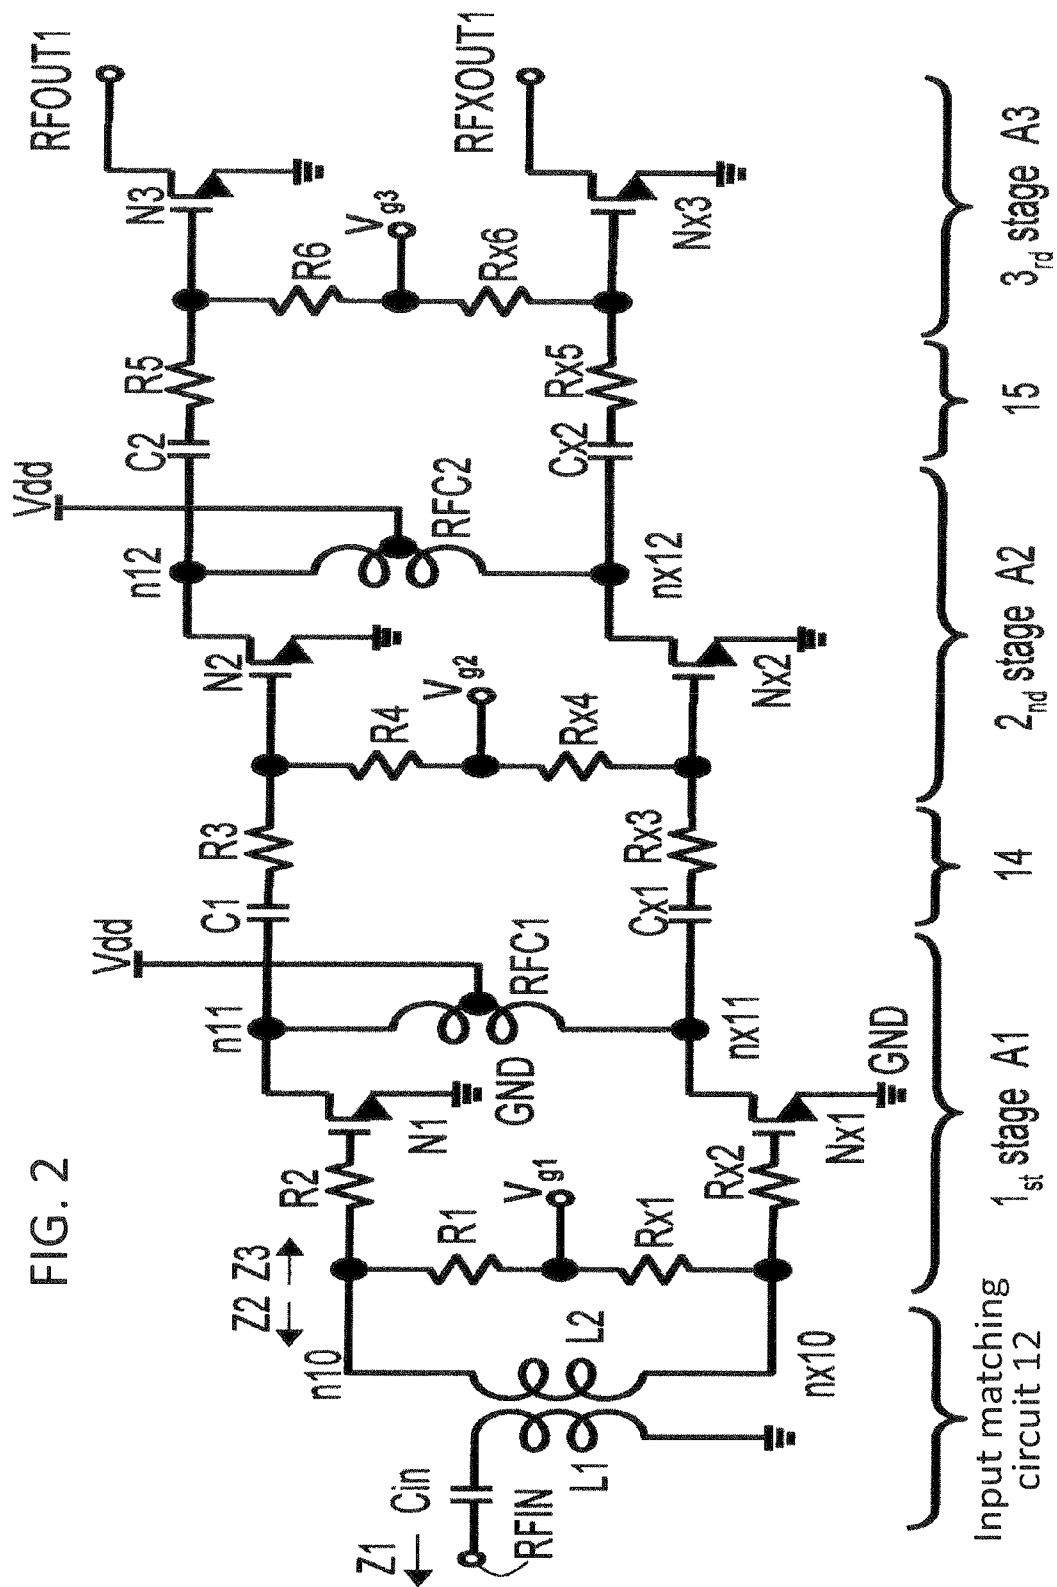 FIG. 2
Z1
RFIN
Cin
L1
L2
n10
nx10
Z2 Z3
R1
Rx1
Vg1
R2
Rx2
N1
Nx1
GND
GND
n11
nx11
Vdd
RFC1
C1
Cx1
R3
Rx3
R4
Rx4
Vg2
N2
Nx2
n12
nx12
Vdd
RFC2
C2
Cx2
R5
Rx5
R6
Rx6
Vg3
N3
Nx3
RFOUT1
RFXOUT1
Input matching
circuit 12
1st stage A1
14
2nd stage A2
15
3rd stage A3